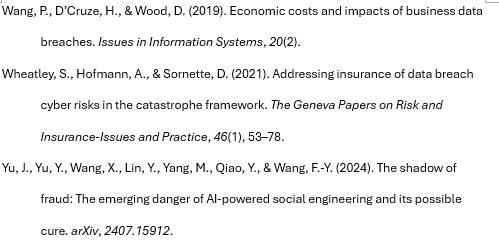 Wang, P., D’Cruze, H., & Wood, D. (2019). Economic costs and impacts of business data
breaches. Issues in Information Systems, 20(2).
Wheatley, S., Hofmann, A., & Sornette, D. (2021). Addressing insurance of data breach
cyber risks in the catastrophe framework. The Geneva Papers on Risk and
Insurance-Issues and Practice, 46(1), 53–78.
Yu, J., Yu, Y., Wang, X., Lin, Y., Yang, M., Qiao, Y., & Wang, F.-Y. (2024). The shadow of
fraud: The emerging danger of AI-powered social engineering and its possible
cure. arXiv, 2407.15912.